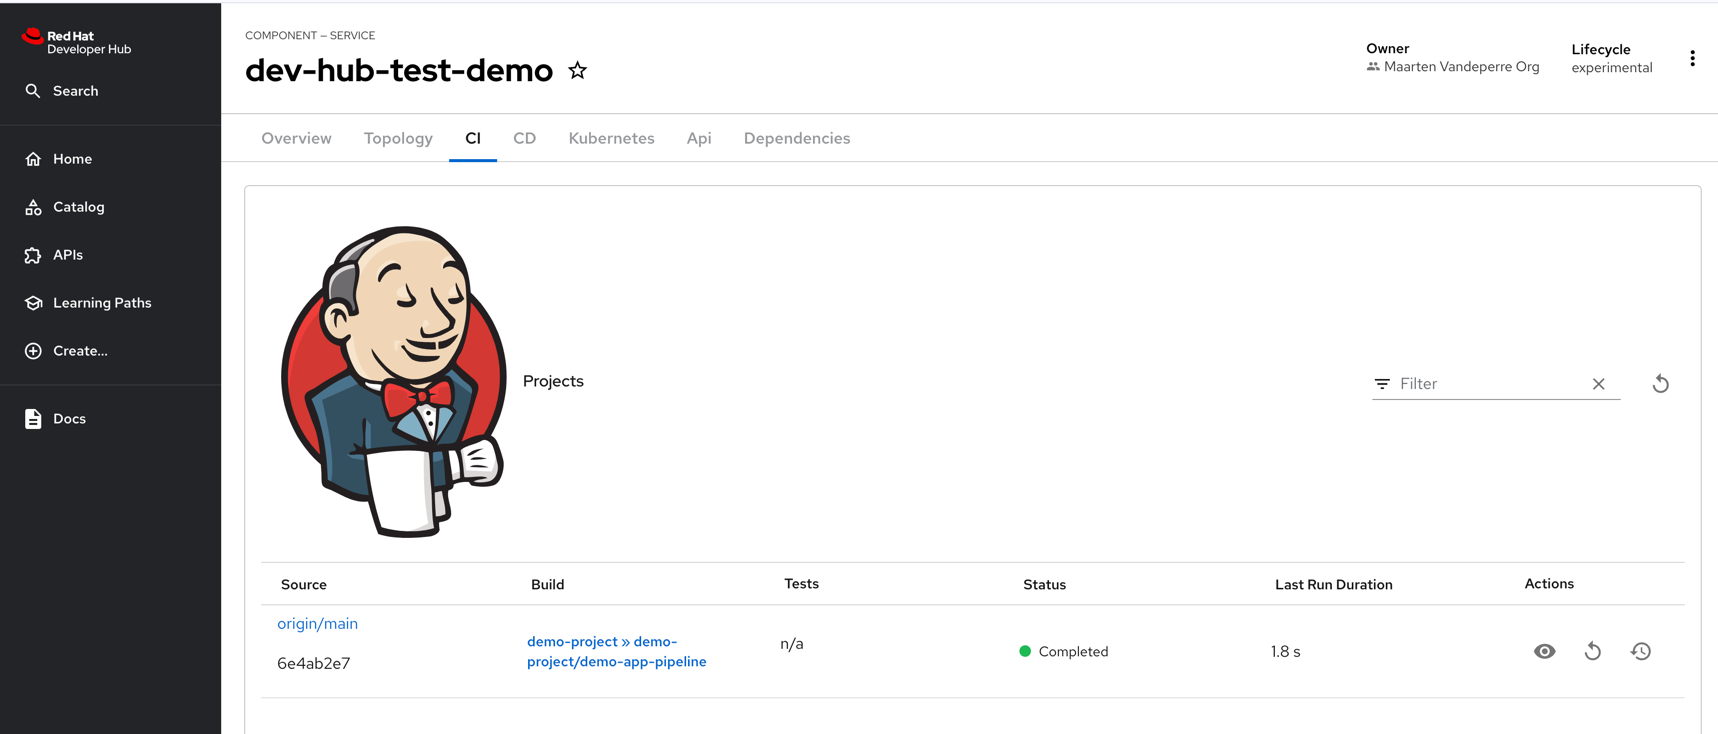 Red Hat
Developer Hub
Search
Home
Catalog
APIs
Learning Paths
Create...
Docs
COMPONENT — SERVICE
dev-hub-test-demo
Owner
Maarten Vandeperre Org
Lifecycle
experimental
Overview
Topology
CI
CD
Kubernetes
Api
Dependencies
Projects
Filter
Source
Build
Tests
Status
Last Run Duration
Actions
origin/main
6e4ab2e7
demo-project » demo-
project/demo-app-pipeline
n/a
Completed
1.8 s